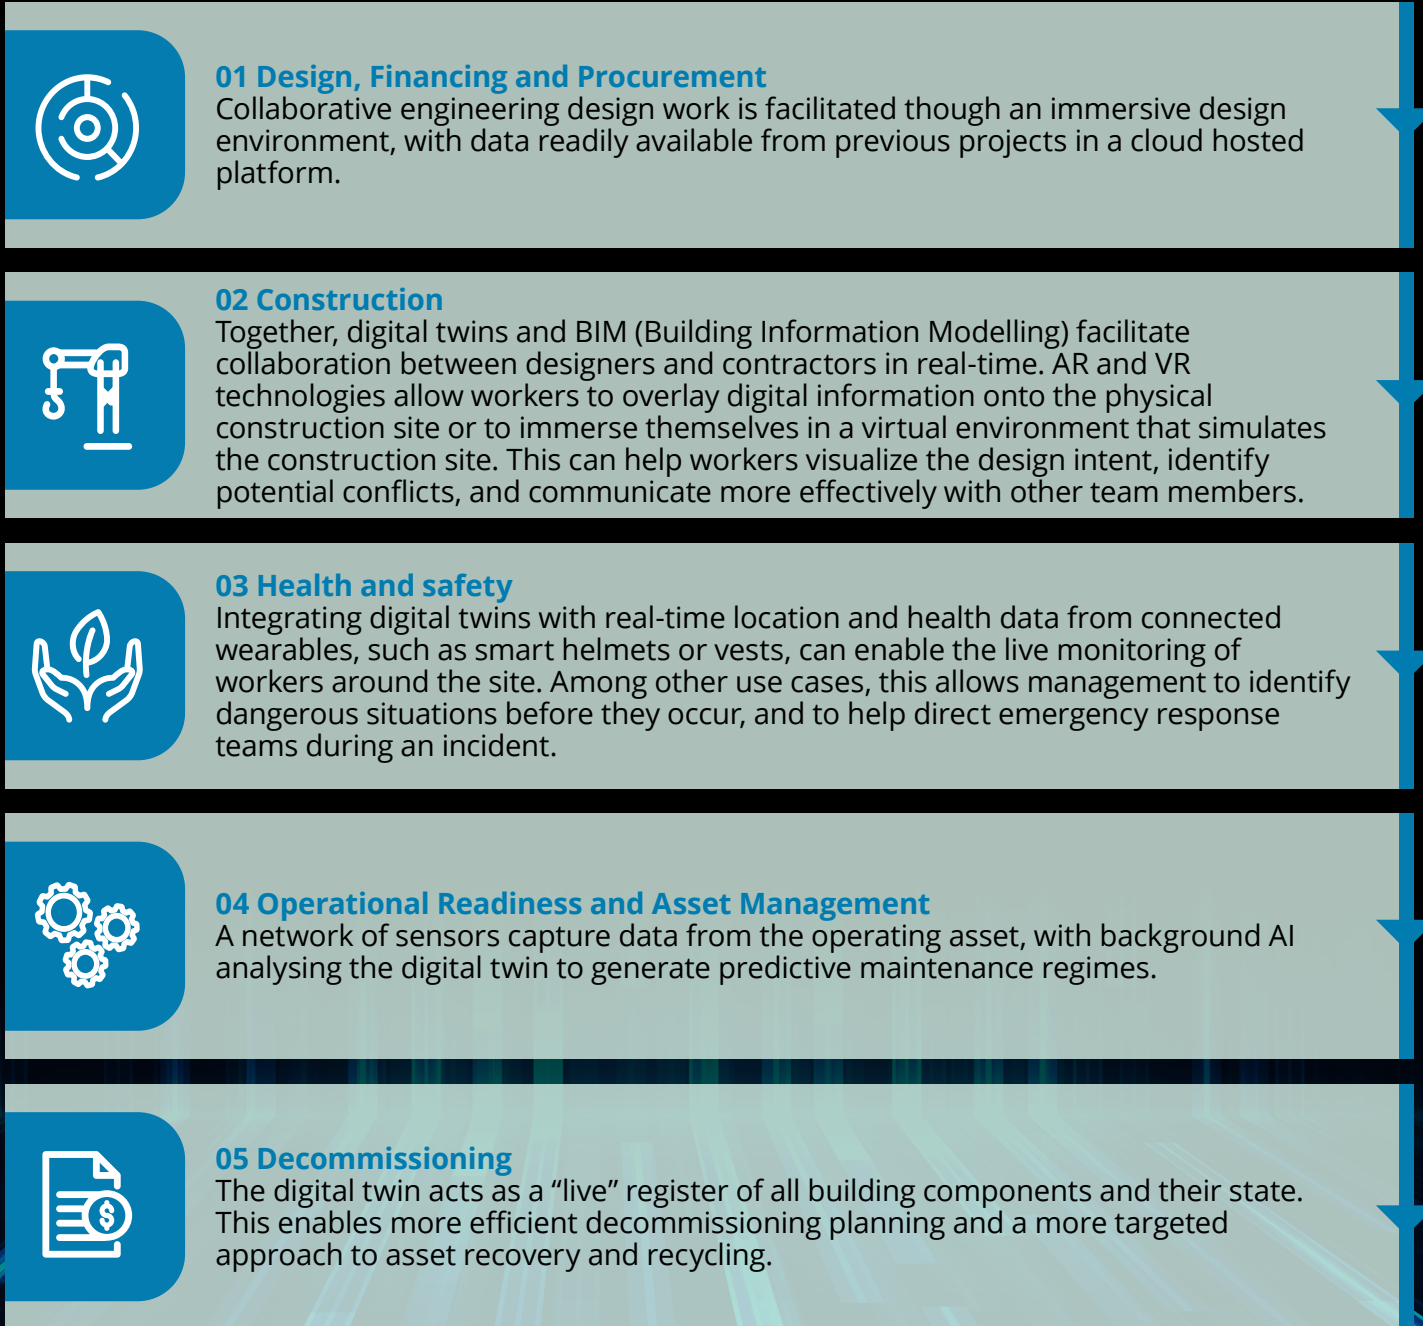 01 Design, Financing and Procurement
Collaborative engineering design work is facilitated though an immersive design
environment, with data readily available from previous projects in a cloud hosted
platform.
02 Construction
Together, digital twins and BIM (Building Information Modelling) facilitate
collaboration between designers and contractors in real-time. AR and VR
technologies allow workers to overlay digital information onto the physical
construction site or to immerse themselves in a virtual environment that simulates
the construction site. This can help workers visualize the design intent, identify
potential conflicts, and communicate more effectively with other team members.
03 Health and safety
Integrating digital twins with real-time location and health data from connected
wearables, such as smart helmets or vests, can enable the live monitoring of
workers around the site. Among other use cases, this allows management to identify
dangerous situations before they occur, and to help direct emergency response
teams during an incident.
04 Operational Readiness and Asset Management
A network of sensors capture data from the operating asset, with background AI
analysing the digital twin to generate predictive maintenance regimes.
05 Decommissioning
The digital twin acts as a “live” register of all building components and their state.
This enables more efficient decommissioning planning and a more targeted
approach to asset recovery and recycling.